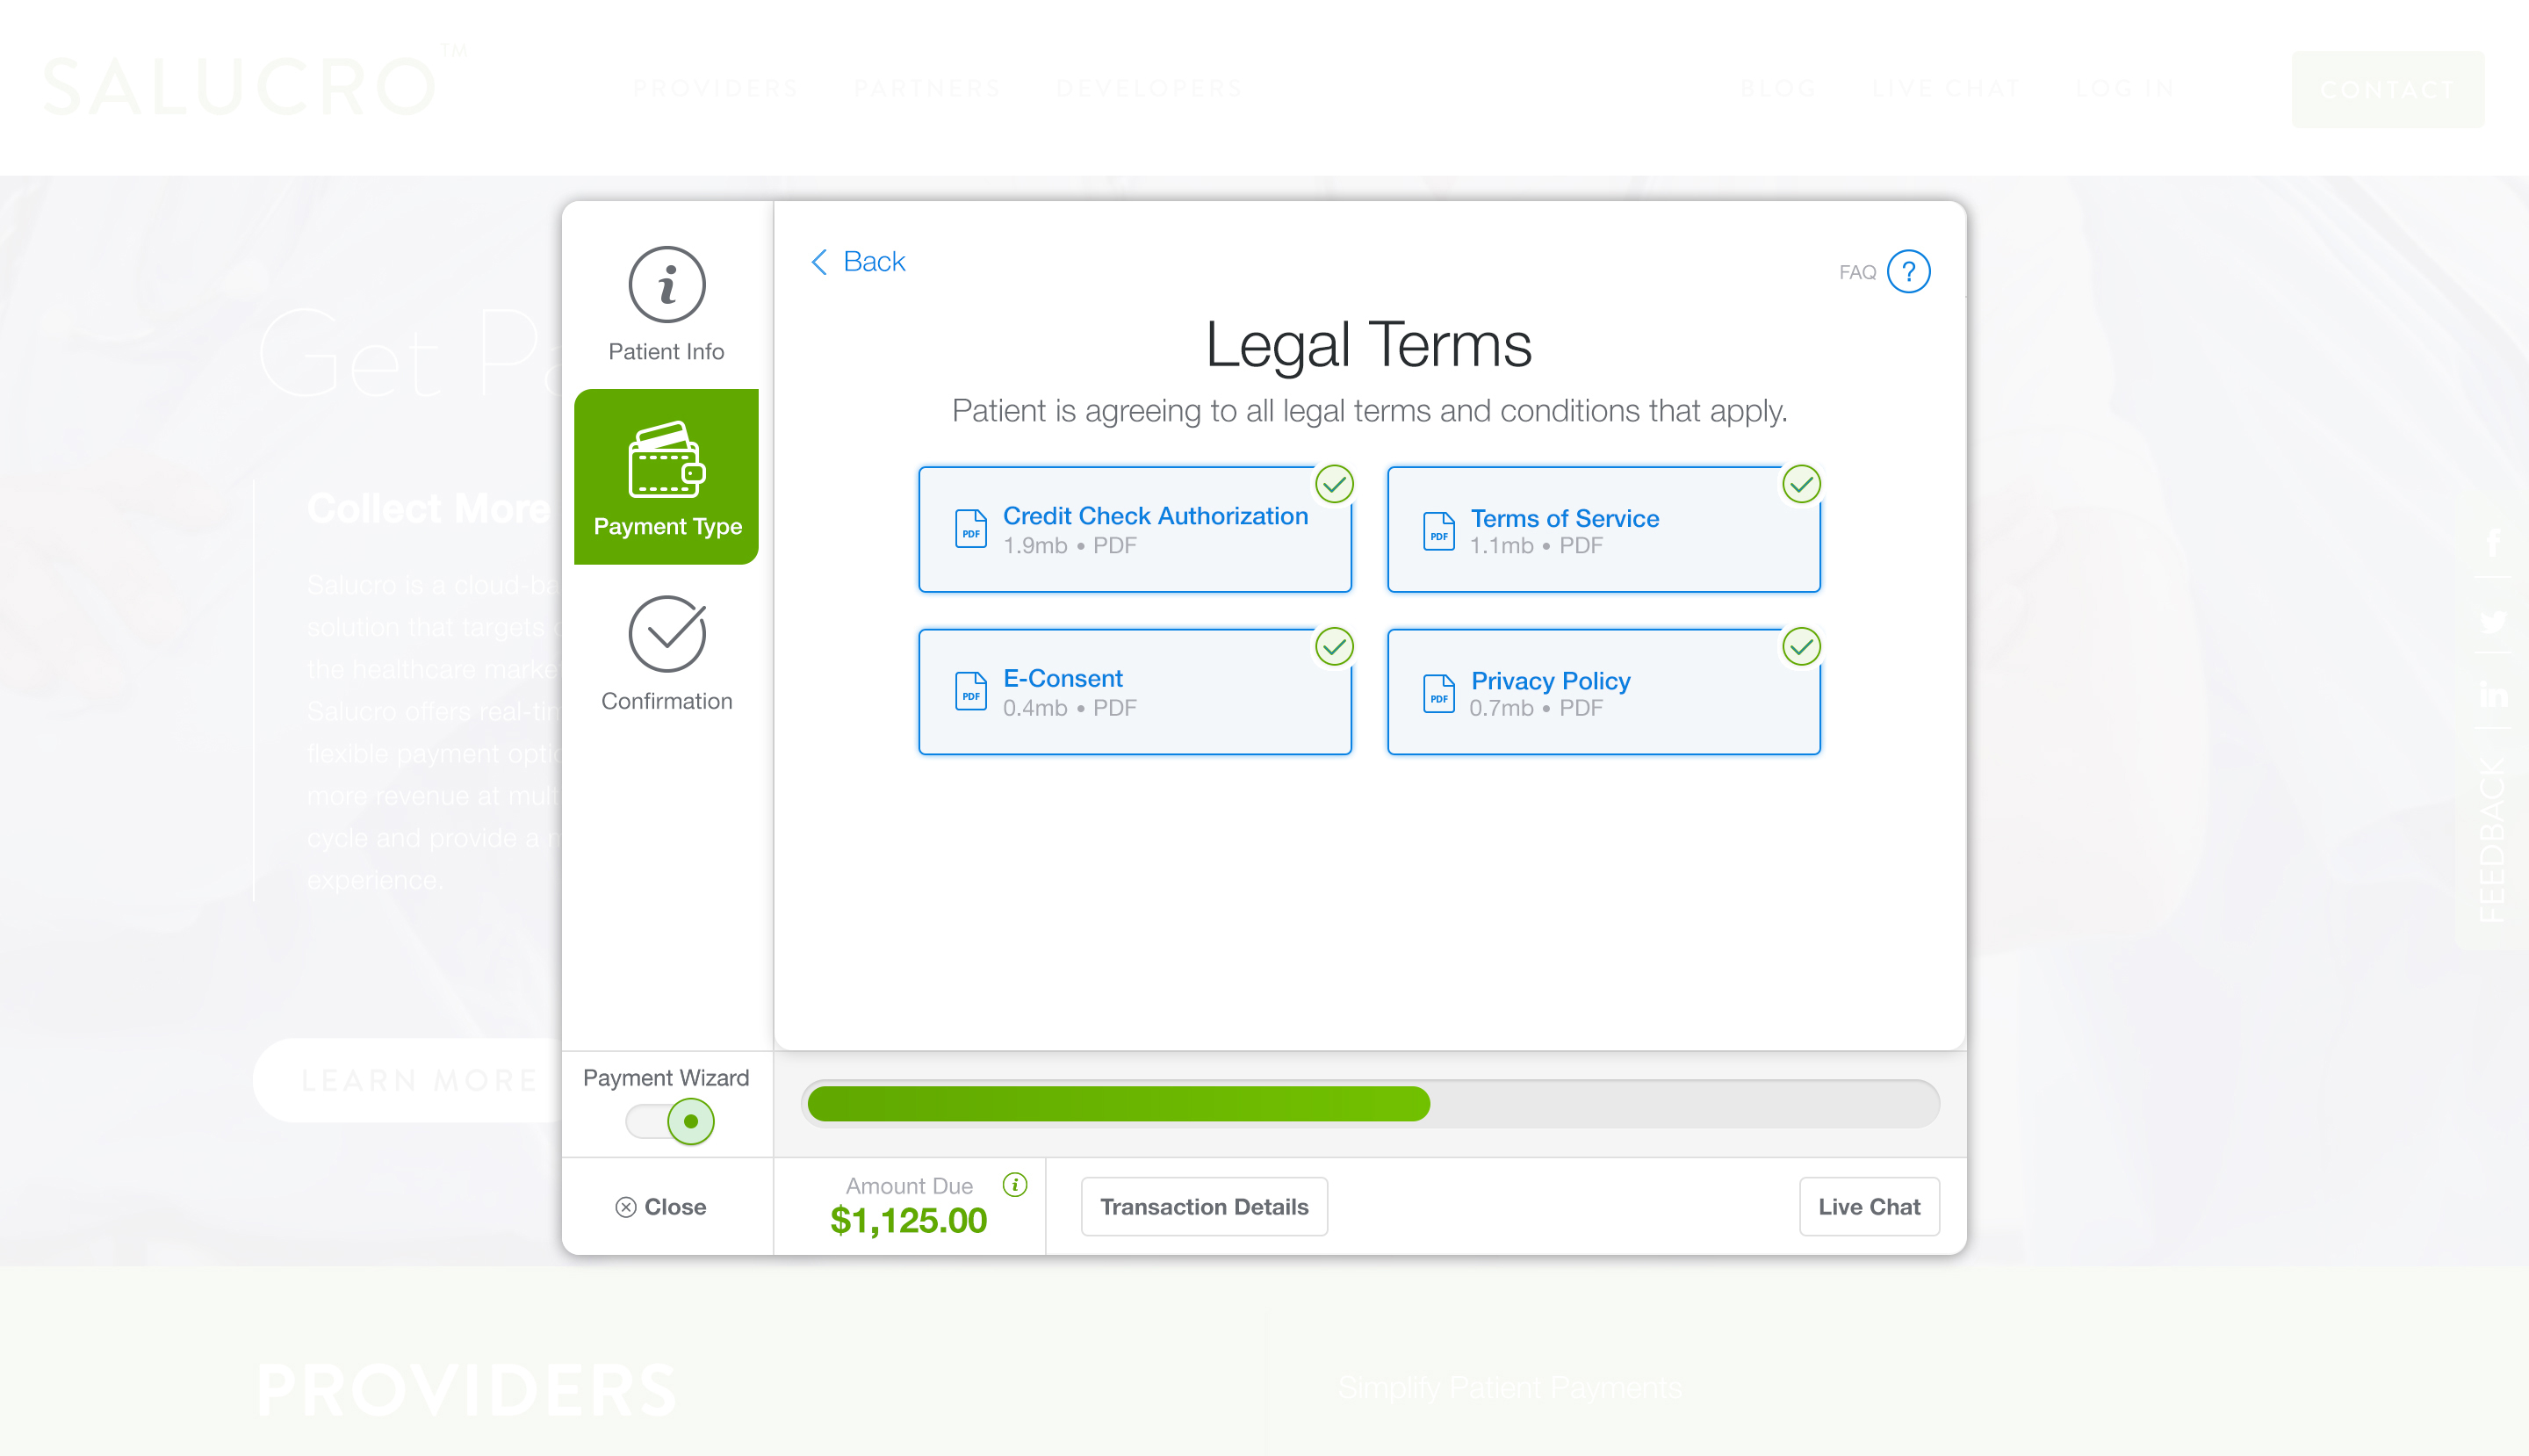 SALUCRO™
PROVIDERS PARTNERS DEVELOPERS BLOG LIVE CHAT LOG IN CONTACT
Get Pa
Collect More
Salucro Is a cloud-ba
solution that targets
the healthcare marke
Salucro offers real-tim
flexible payment optio
more revenue at mult
cycle and provide a
experience.
LEARN MORE
Patient Info
Payment Type
Confirmation
Back
FAQ ?
Legal Terms
Patient is agreeing to all legal terms and conditions that apply.
PDF
Credit Check Authorization
1.9mb • PDF
PDF
Terms of Service
1.1mb • PDF
PDF
E-Consent
0.4mb • PDF
PDF
Privacy Policy
0.7mb • PDF
Payment Wizard
Close
Amount Due
$1,125.00
Transaction Details
Live Chat
FEEDBACK
PROVIDERS
Simplify Patient Payments